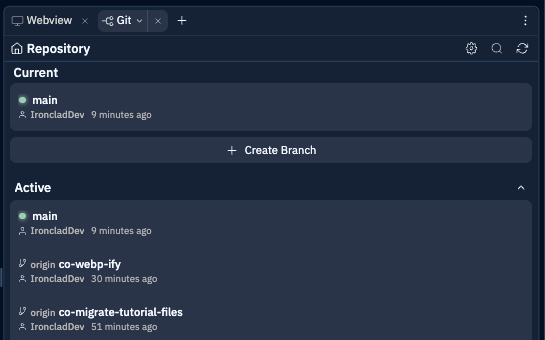 Webview × Git ×
Repository
Current
main
IroncladDev 9 minutes ago
+ Create Branch
Active
main
IroncladDev 9 minutes ago
origin co-webp-ify
IroncladDev 30 minutes ago
origin co-migrate-tutorial-files
IroncladDev 51 minutes ago